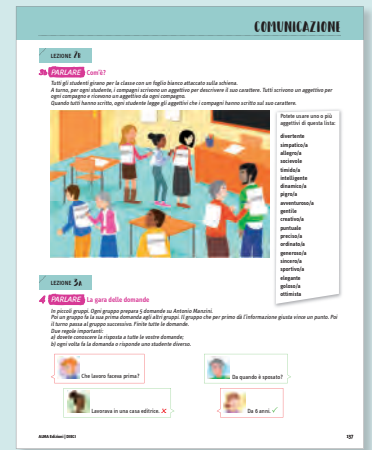 COMUNICAZIONE
LEZIONE 7B
PARLARE Com'è?
Tutti gli studenti girano per la classe con un foglio bianco attaccato sulla schiena.
A turno, per ogni studente, i compagni scrivono un aggettivo per descrivere il suo carattere. Tutti scrivono un aggettivo per
ogni compagno e ricevono un aggettivo da ogni compagno.
Quando tutti hanno scritto, ogni studente legge gli aggettivi che i compagni hanno scritto sul suo carattere.
Potete usare uno o più
aggettivi di questa lista:
divertente
simpatico/a
allegro/a
socievole
timido/a
intelligente
dinamico/a
pigro/a
avventuroso/a
gentile
creativo/a
puntuale
preciso/a
ordinato/a
generoso/a
sincero/a
sportivo/a
elegante
goloso/a
ottimista
LEZIONE 3A
4 PARLARE La gara delle domande
In piccoli gruppi. Ogni gruppo prepara 5 domande su Antonio Manzini.
Poi un gruppo fa la sua prima domanda agli altri gruppi. Il gruppo che per primo dà l'informazione giusta vince un punto. Poi
il turno passa al gruppo successivo. Finite tutte le domande.
Due regole importanti:
a) dovete conoscere la risposta a tutte le vostre domande;
b) ogni volta fa la domanda o risponde uno studente diverso.
Che lavoro faceva prima?
Da quando è sposato?
Lavorava in una casa editrice. ✗
Da 6 anni. ✓
ALMA Edizioni | DIECI
137